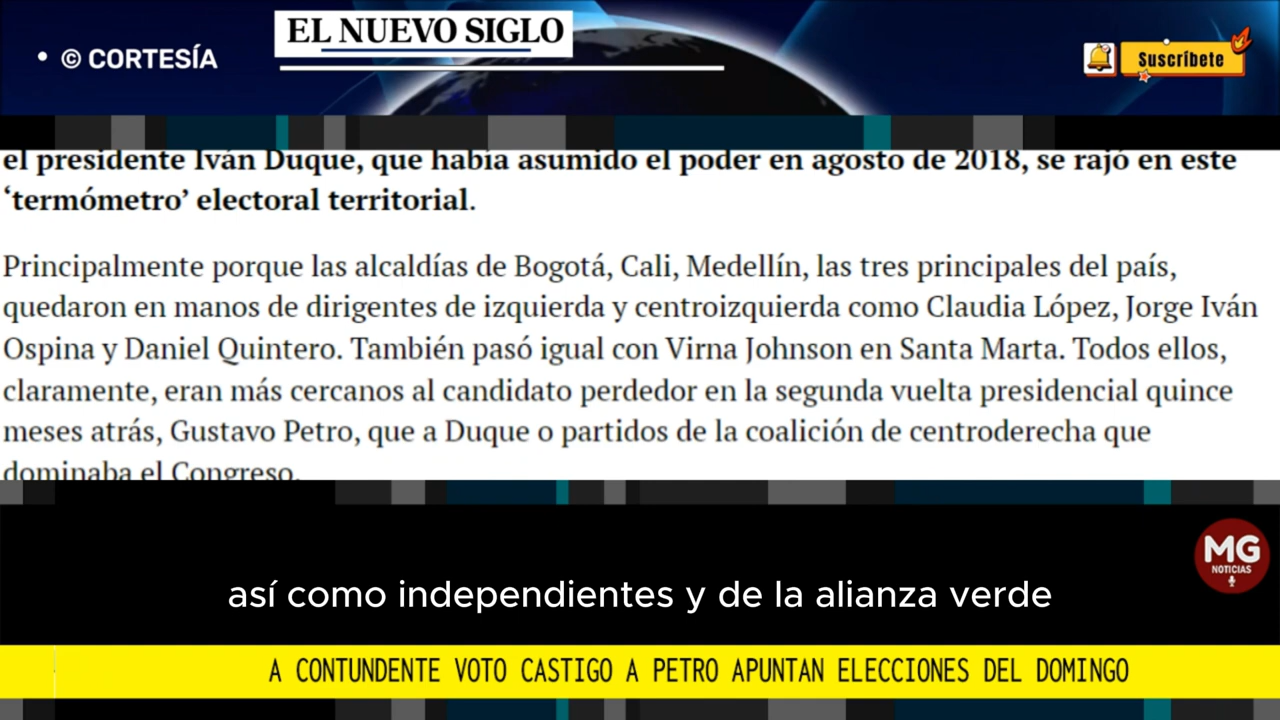 • © CORTESÍA
EL NUEVO SIGLO
Suscríbete
el presidente Iván Duque, que había asumido el poder en agosto de 2018, se rajó en este
‘termómetro’ electoral territorial.
Principalmente porque las alcaldías de Bogotá, Cali, Medellín, las tres principales del país,
quedaron en manos de dirigentes de izquierda y centroizquierda como Claudia López, Jorge Iván
Ospina y Daniel Quintero. También pasó igual con Virna Johnson en Santa Marta. Todos ellos,
claramente, eran más cercanos al candidato perdedor en la segunda vuelta presidencial quince
meses atrás, Gustavo Petro, que a Duque o partidos de la coalición de centroderecha que
dominaba el Congreso.
MG
NOTICIAS
así como independientes y de la alianza verde
A CONTUNDENTE VOTO CASTIGO A PETRO APUNTAN ELECCIONES DEL DOMINGO